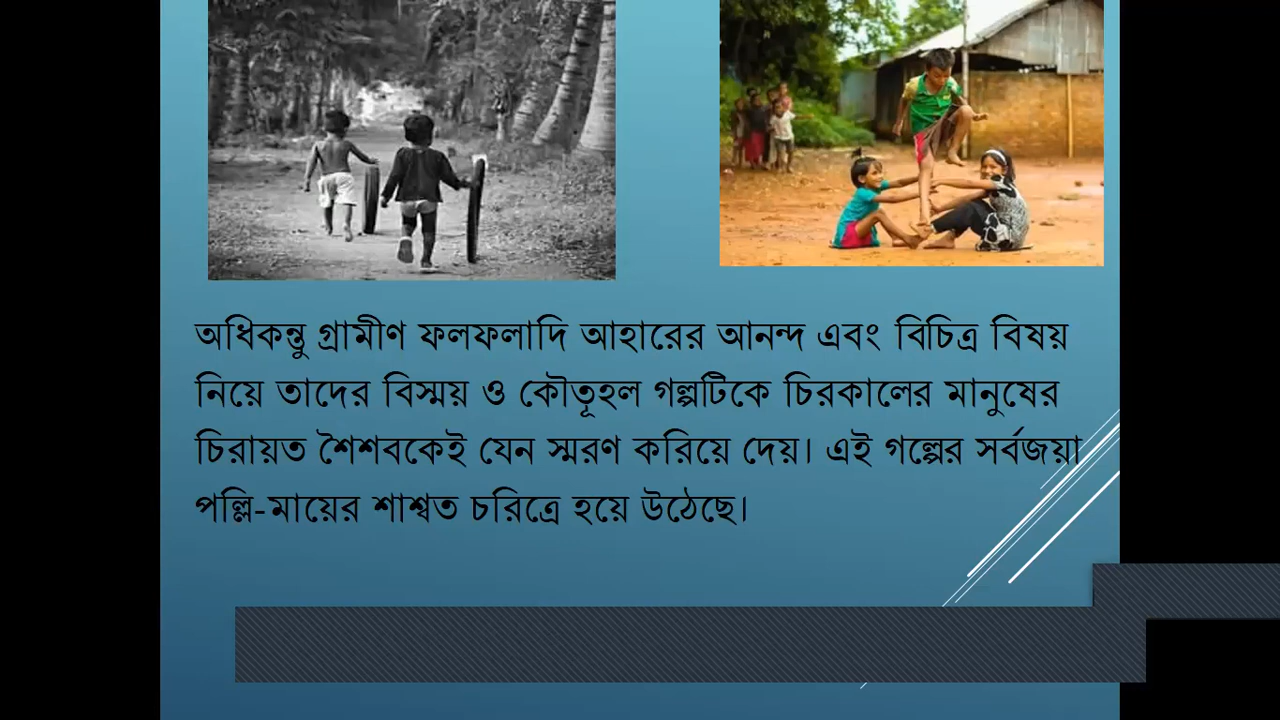 অধিকন্তু গ্রামীণ ফলফলাদি আহারের আনন্দ এবং বিচিত্র বিষয়
নিয়ে তাদের বিস্ময় ও কৌতূহল গল্পটিকে চিরকালের মানুষের
চিরায়ত শৈশবকেই যেন স্মরণ করিয়ে দেয়। এই গল্পের সর্বজয়া
পল্লি-মায়ের শাশ্বত চরিত্রে হয়ে উঠেছে।